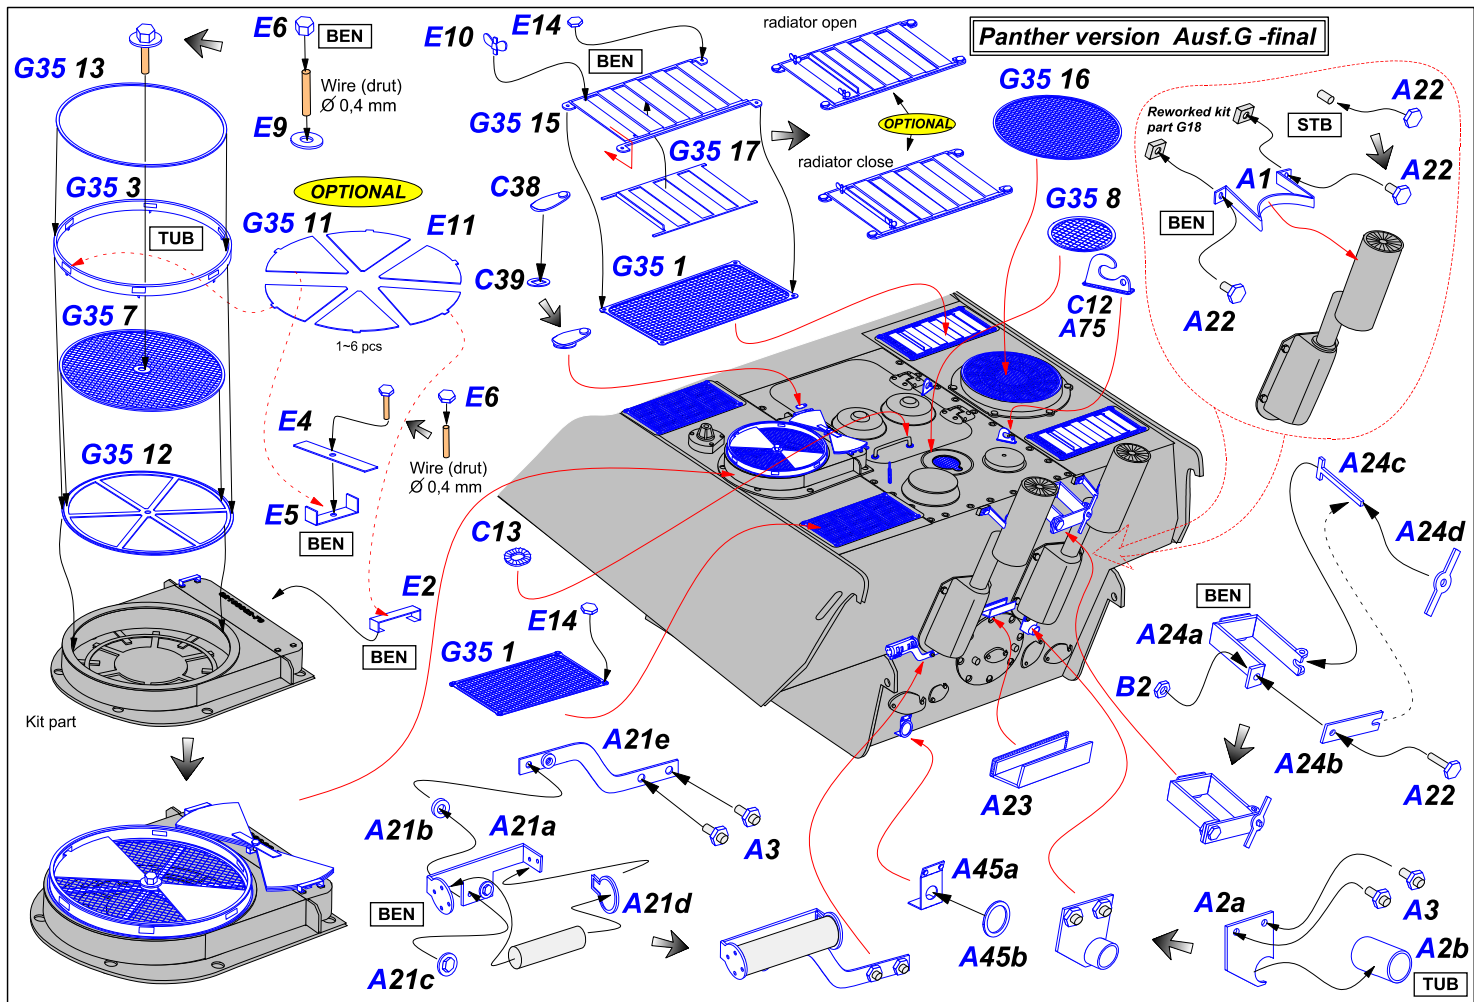 Panther version Ausf.G -final
E6
BEN
Wire (drut)
Ø 0,4 mm
E9
G35 13
G35 3
TUB
OPTIONAL
G35 11
E11
1~6 pcs
G35 7
G35 12
E4
E6
Wire (drut)
Ø 0,4 mm
E5
BEN
E2
BEN
Kit part
E10
E14
BEN
G35 15
G35 17
radiator open
OPTIONAL
radiator close
C38
C39
G35 1
G35 16
G35 8
C12
A75
Reworked kit
part G18
STB
A22
A22
A1
BEN
A22
C13
E14
G35 1
A24c
A24d
BEN
A24a
B2
A24b
A22
A21e
A21b
A21a
A3
BEN
A21d
A21c
A23
A45a
A45b
A2a
A3
A2b
TUB